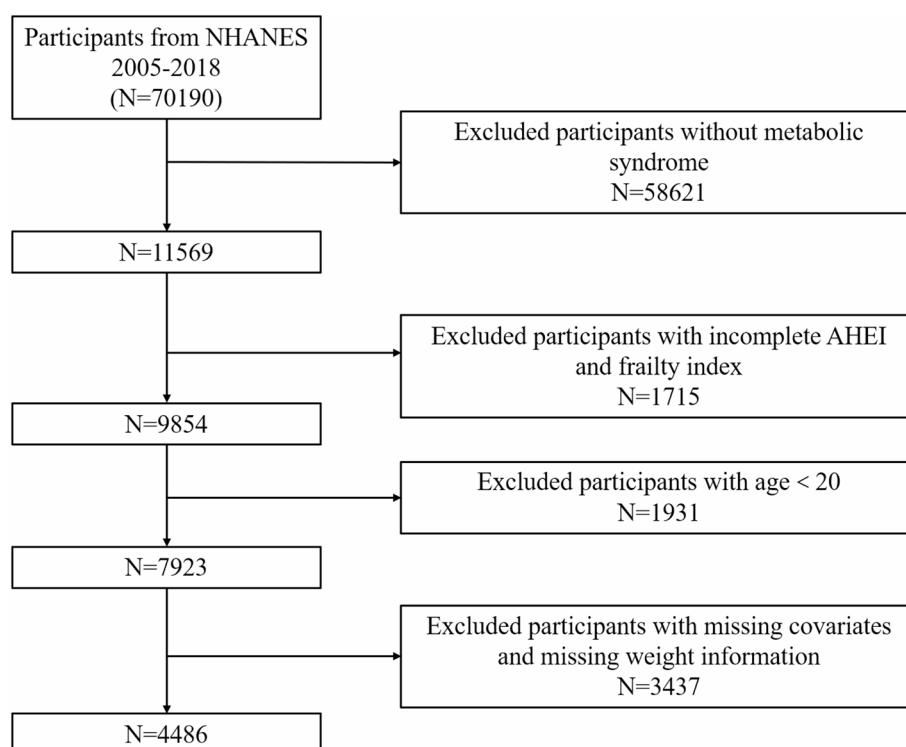 Participants from NHANES
2005-2018
(N=70190)
Excluded participants without metabolic
syndrome
N=58621
N=11569
Excluded participants with incomplete AHEI
and frailty index
N=1715
N=9854
Excluded participants with age < 20
N=1931
N=7923
Excluded participants with missing covariates
and missing weight information
N=3437
N=4486